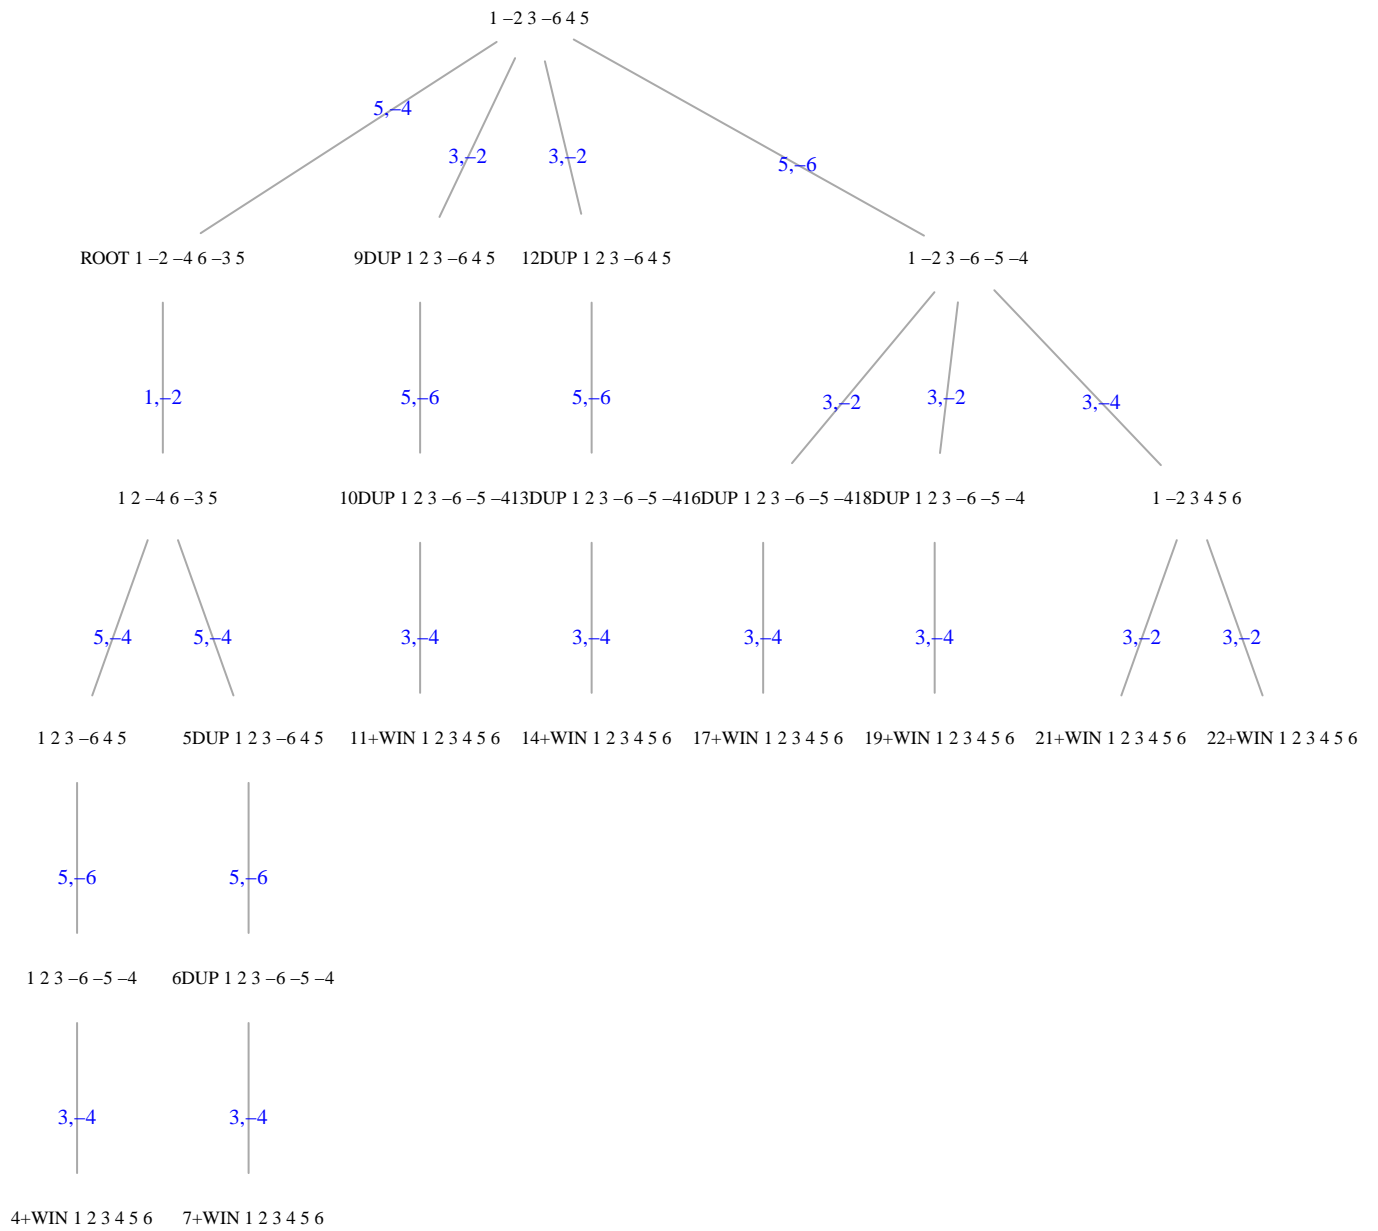 1 –2 3 –6 4 5
5,–4
3,–2 3,–2
5,–6
ROOT 1 –2 –4 6 –3 5 9DUP 1 2 3 –6 4 5 12DUP 1 2 3 –6 4 5 1 –2 3 –6 –5 –4
1,–2 5,–6 5,–6 3,–2 3,–2 3,–4
1 2 –4 6 –3 5 10DUP 1 2 3 –6 –5 –413DUP 1 2 3 –6 –5 –416DUP 1 2 3 –6 –5 –418DUP 1 2 3 –6 –5 –4 1 –2 3 4 5 6
5,–4 5,–4 3,–4 3,–4 3,–4 3,–4 3,–2 3,–2
1 2 3 –6 4 5 5DUP 1 2 3 –6 4 5 11+WIN 1 2 3 4 5 6 14+WIN 1 2 3 4 5 6 17+WIN 1 2 3 4 5 6 19+WIN 1 2 3 4 5 6 21+WIN 1 2 3 4 5 6 22+WIN 1 2 3 4 5 6
5,–6 5,–6
1 2 3 –6 –5 –4 6DUP 1 2 3 –6 –5 –4
3,–4 3,–4
4+WIN 1 2 3 4 5 6 7+WIN 1 2 3 4 5 6